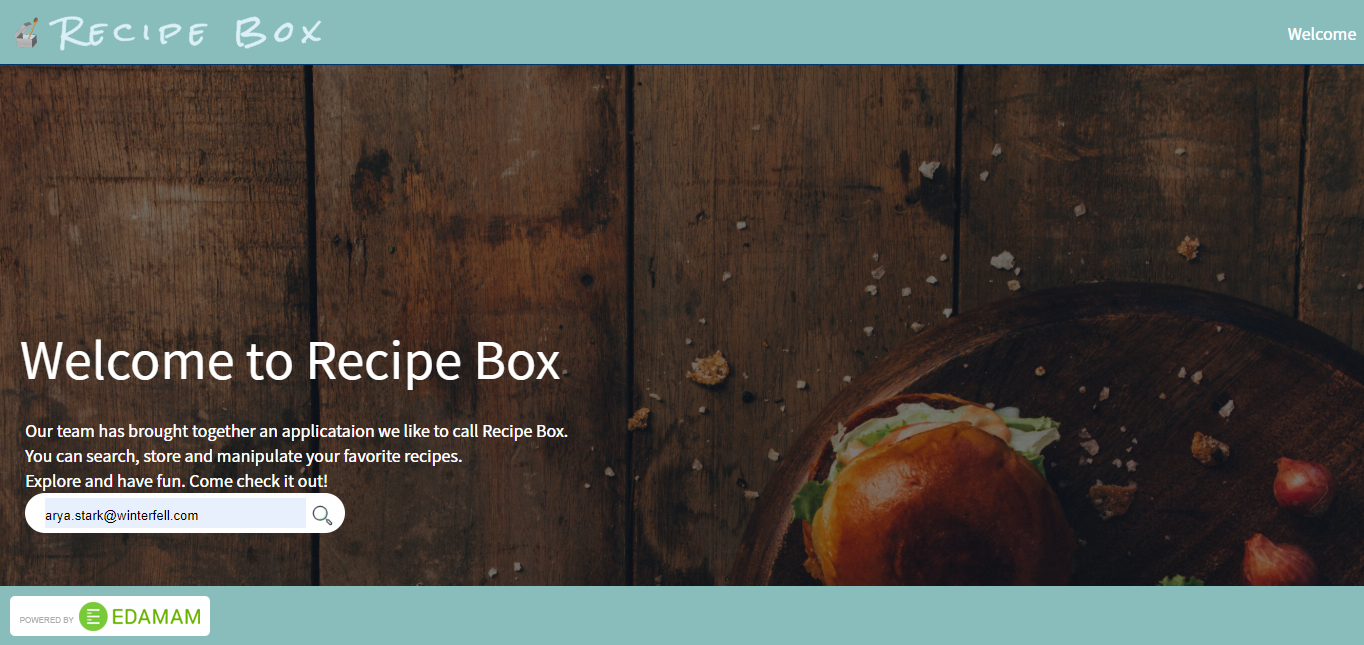 Recipe Box
Welcome
Welcome to Recipe Box
Our team has brought together an applicataion we like to call Recipe Box.
You can search, store and manipulate your favorite recipes.
Explore and have fun. Come check it out!
arya.stark@winterfell.com
POWERED BY EDAMAM